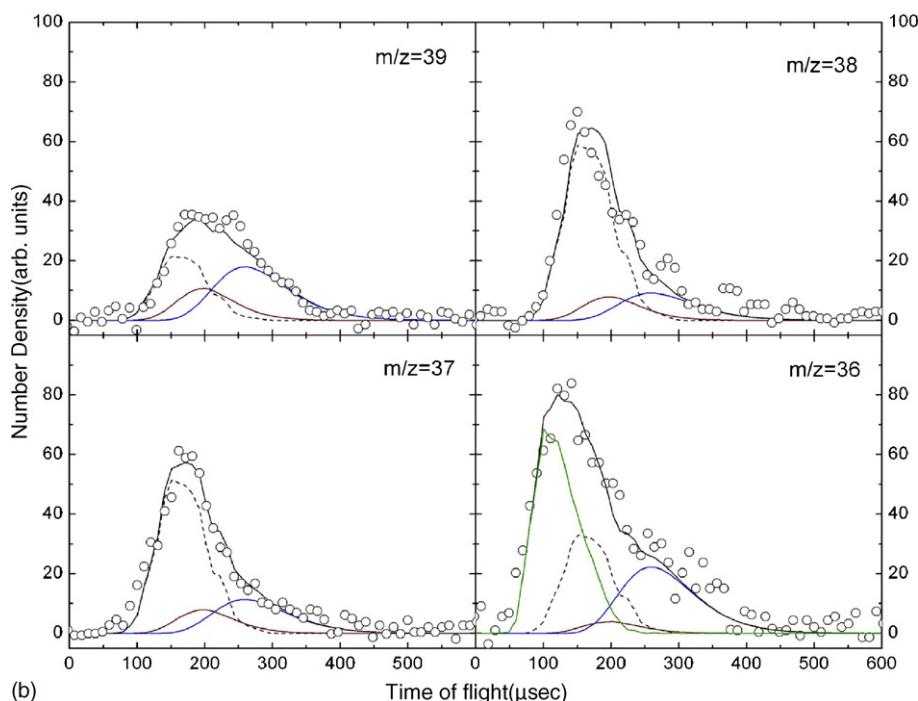 100 100
m/z=39 m/z=38
80 80
60 60
40 40
20 20
0 0
m/z=37 m/z=36
80 80
60 60
40 40
20 20
0 0
0 100 200 300 400 500 0 100 200 300 400 500 600
Number Density(arb. units)
Time of flight(μsec)
(b)